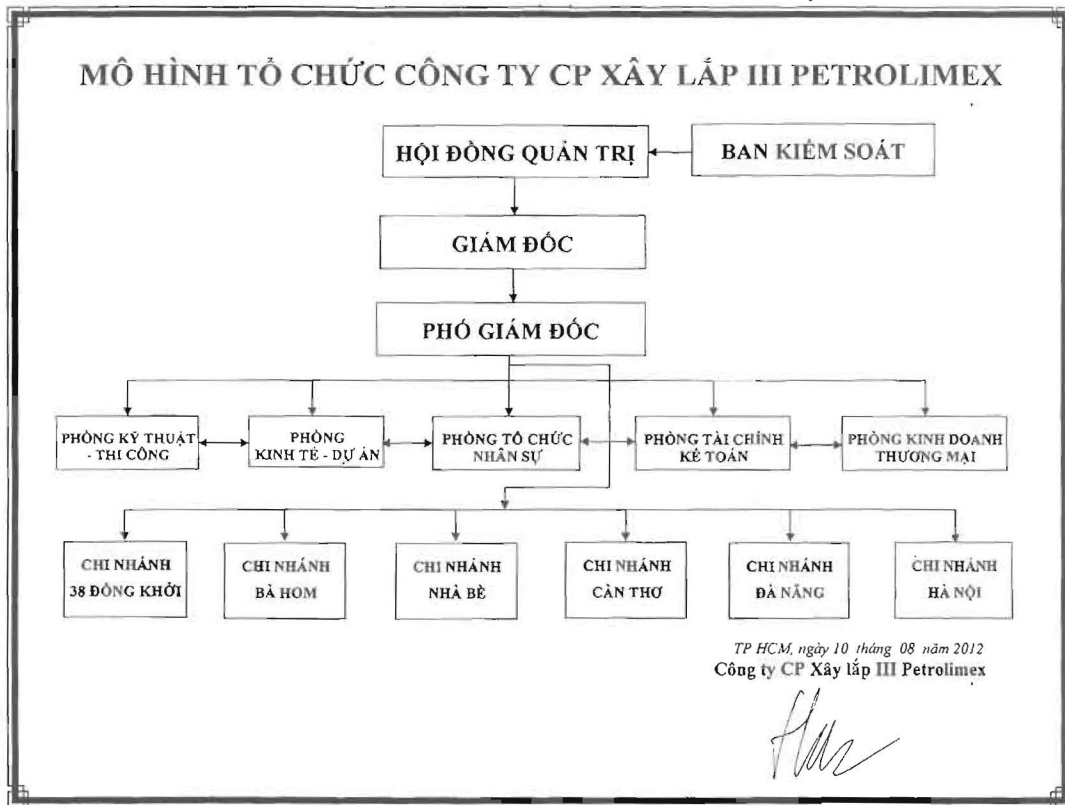 MÔ HÌNH TỔ CHỨC CÔNG TY CP XÂY LẮP III PETROLIMEX
HỘI ĐỒNG QUẢN TRỊ
BAN KIỂM SOÁT
GIÁM ĐỐC
PHÓ GIÁM ĐỐC
PHÒNG KỸ THUẬT
- THI CÔNG
PHÒNG
KINH TẾ - DỰ ÁN
PHÒNG TỔ CHỨC
NHÂN SỰ
PHÒNG TÀI CHÍNH
KẾ TOÁN
PHÒNG KINH DOANH
THƯƠNG MẠI
CHI NHÁNH
38 ĐỒNG KHỞI
CHI NHÁNH
BÀ HOM
CHI NHÁNH
NHÀ BÈ
CHI NHÁNH
CẦN THƠ
CHI NHÁNH
ĐÀ NẴNG
CHI NHÁNH
HÀ NỘI
TP HCM, ngày 10 tháng 08 năm 2012
Công ty CP Xây lắp III Petrolimex